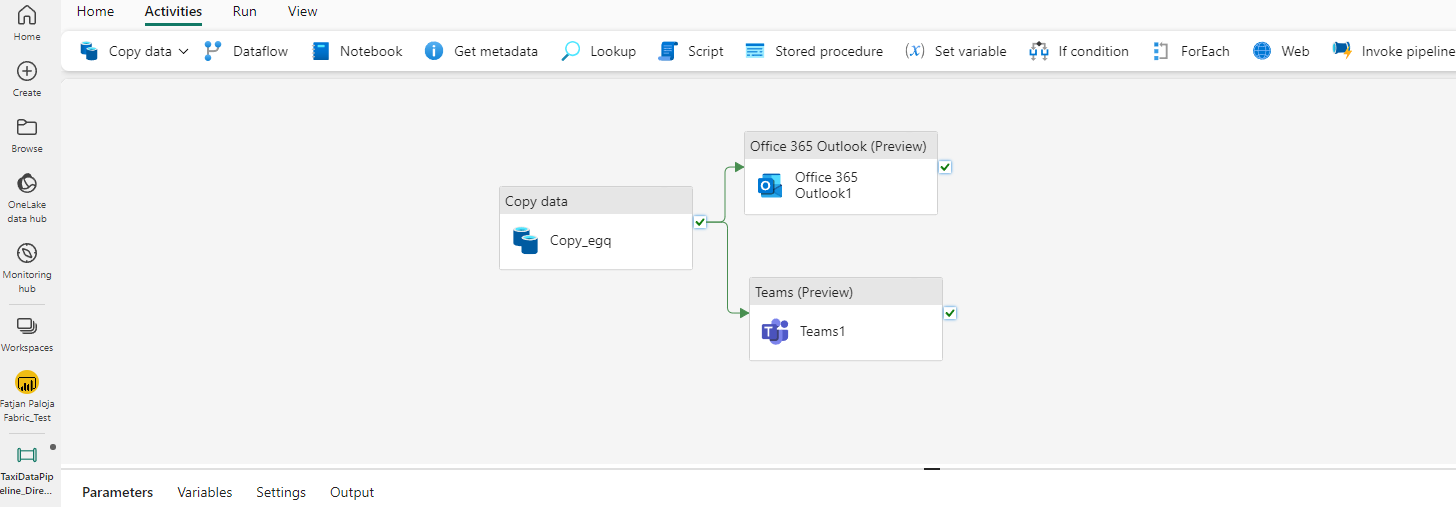 Home
Activities
Run
View
Copy data
Dataflow
Notebook
Get metadata
Lookup
Script
Stored procedure
(x) Set variable
If condition
ForEach
Web
Invoke pipeline
Home
Create
Browse
OneLake
data hub
Monitoring
hub
Workspaces
Fatjan Paloja
Fabric_Test
TaxiDataPip
eline_Dire...
Office 365 Outlook (Preview)
Office 365
Outlook1
Copy data
Copy_egq
Teams (Preview)
Teams1
Parameters
Variables
Settings
Output